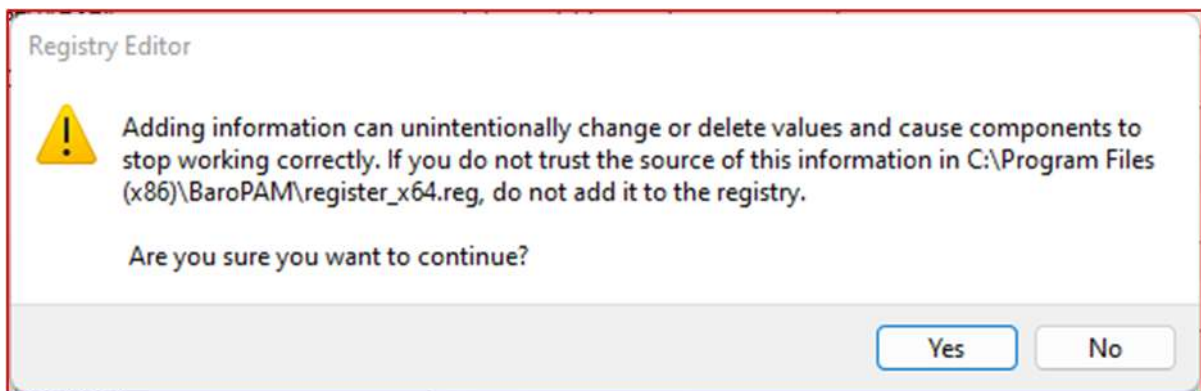 Registry Editor
Adding information can unintentionally change or delete values and cause components to
stop working correctly. If you do not trust the source of this information in C:\Program Files
(x86)\BaroPAM\register_x64.reg, do not add it to the registry.
Are you sure you want to continue?
Yes No